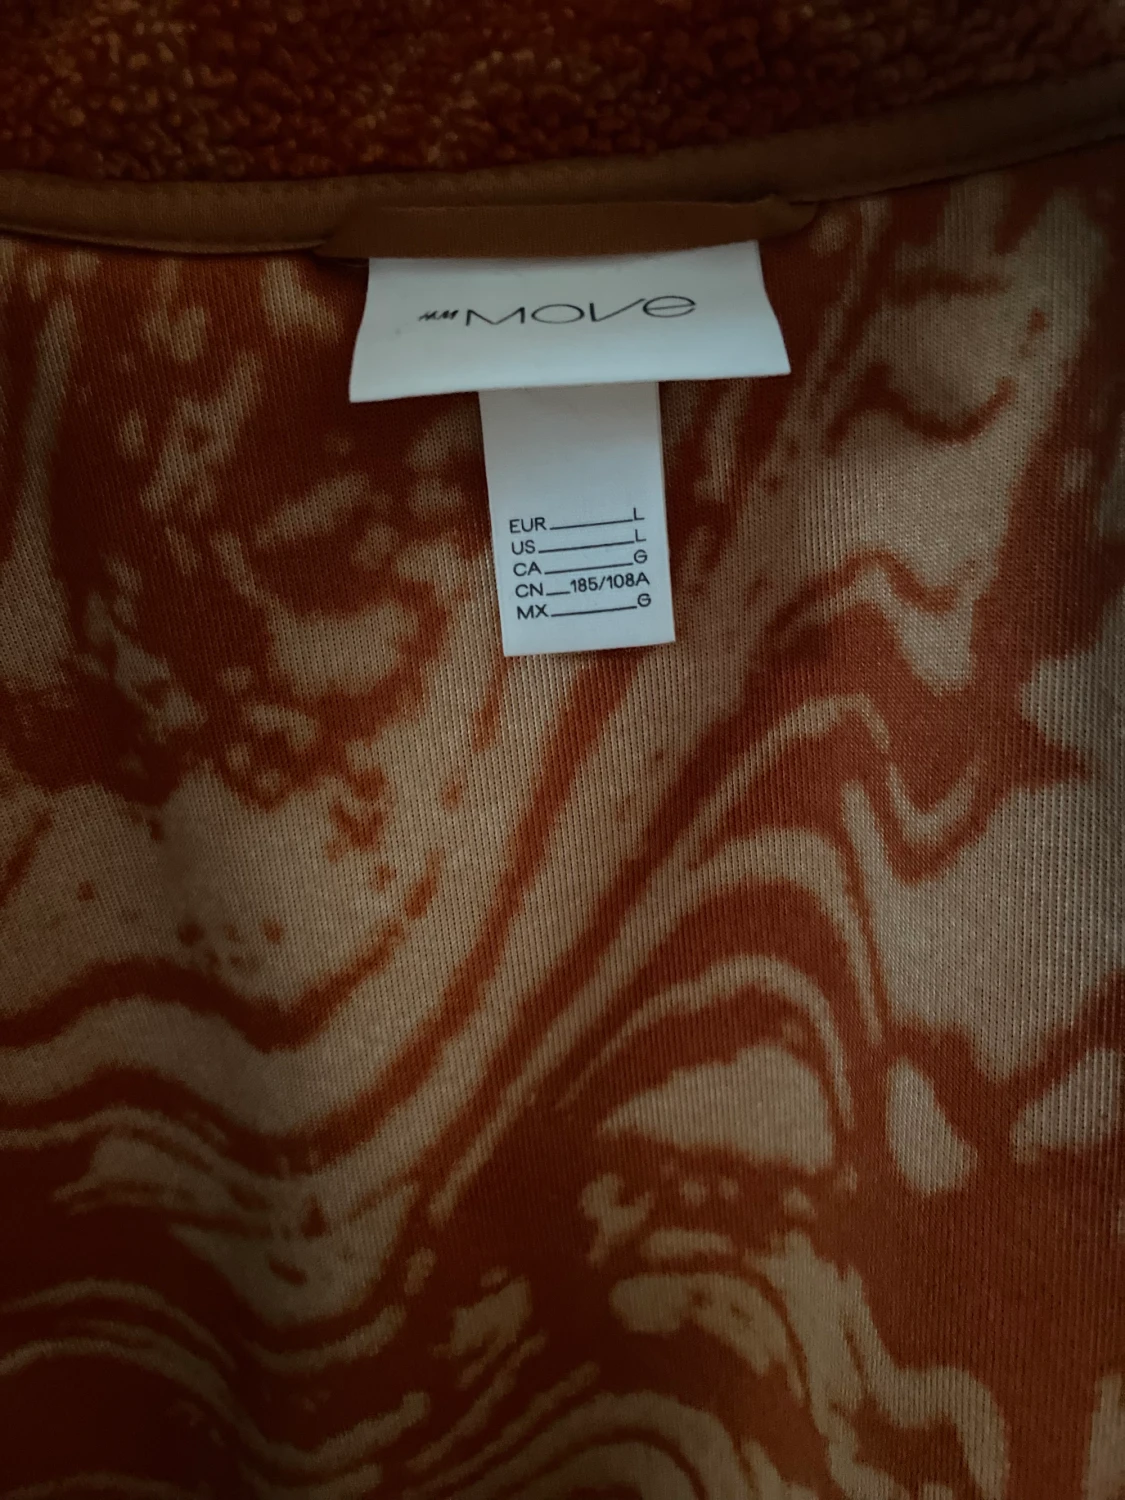 H&M MOVE
EUR L
US L
CA G
CN 185/108A
MX G